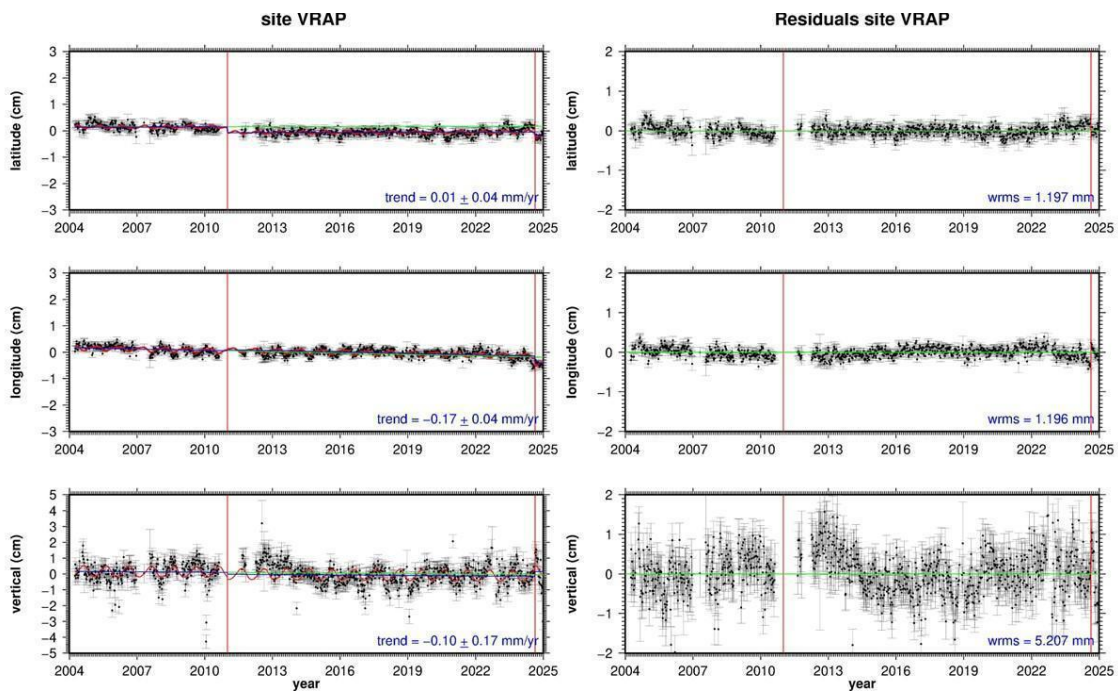 site VRAP
Residuals site VRAP
latitude (cm)
3
2
1
0
−1
−2
−3
trend = 0.01 ± 0.04 mm/yr
2004 2007 2010 2013 2016 2019 2022 2025
latitude (cm)
2
1
0
−1
−2
wrms = 1.197 mm
2004 2007 2010 2013 2016 2019 2022 2025
longitude (cm)
3
2
1
0
−1
−2
−3
trend = −0.17 ± 0.04 mm/yr
2004 2007 2010 2013 2016 2019 2022 2025
longitude (cm)
2
1
0
−1
−2
wrms = 1.196 mm
2004 2007 2010 2013 2016 2019 2022 2025
vertical (cm)
5
4
3
2
1
0
−1
−2
−3
−4
−5
trend = −0.10 ± 0.17 mm/yr
2004 2007 2010 2013 2016 2019 2022 2025
year
vertical (cm)
2
1
0
−1
−2
wrms = 5.207 mm
2004 2007 2010 2013 2016 2019 2022 2025
year